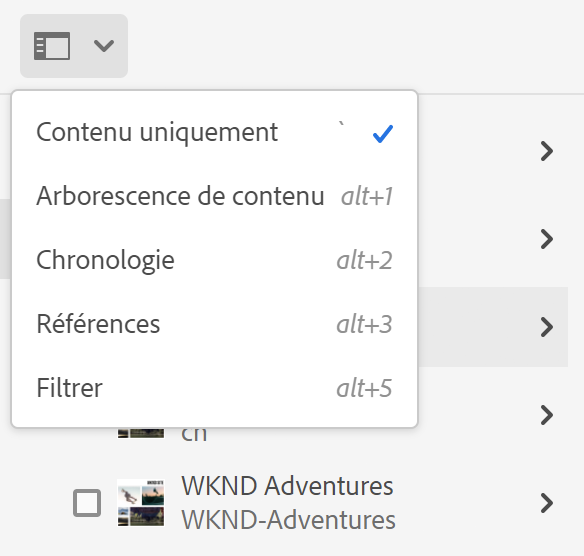 Contenu uniquement `
Arborescence de contenu alt+1
Chronologie alt+2
Références alt+3
Filtrer alt+5
ch
WKND Adventures
WKND-Adventures